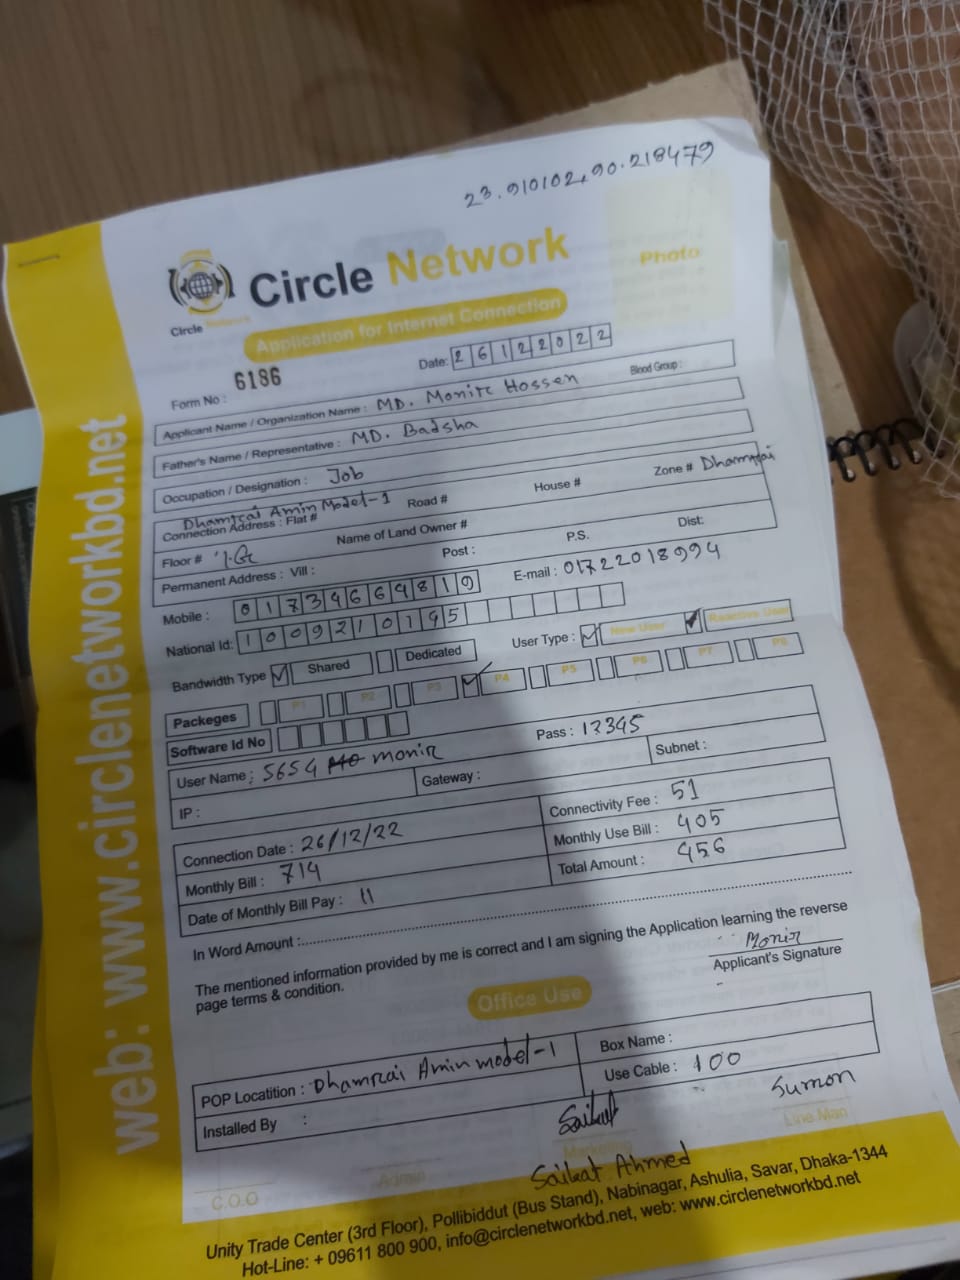 23.910102,90.218479
Circle Network
Circle Network
Photo
Application for Internet Connection
Date: 26122022
Form No : 6186
Applicant Name / Organization Name : MD. Monir Hossen Blood Group :
Father's Name / Representative : MD. Badsha
Occupation / Designation : Job
Dhamrai Amin Model-1
Connection Address : Flat # Road # House # Zone # Dhamrai
Floor # Name of Land Owner #
Permanent Address : Vill : Post : P.S. Dist:
Mobile : 01734664819 E-mail : 01722018994
National Id: 1009210195
Bandwidth Type Shared Dedicated User Type : New User Reactive User
Packeges P1 P2 P3 P4 P5 P6 P7 P8
Software Id No
User Name : 5654 monir Pass : 12345
IP : Gateway : Subnet :
Connection Date : 26/12/22 Connectivity Fee : 51
Monthly Bill : 714 Monthly Use Bill : 405
Date of Monthly Bill Pay : 11 Total Amount : 456
In Word Amount :
The mentioned information provided by me is correct and I am signing the Application learning the reverse
page terms & condition.
Monir
Applicant's Signature
Office Use
POP Locatition : Dhamrai Amin model-1 Box Name :
Installed By : Use Cable : 100
Saikat Sumon
C.O.O Admin Marketing Line Man
Saikat Ahmed
Unity Trade Center (3rd Floor), Pollibiddut (Bus Stand), Nabinagar, Ashulia, Savar, Dhaka-1344
Hot-Line: + 09611 800 900, info@circlenetworkbd.net, web: www.circlenetworkbd.net
web: www.circlenetworkbd.net